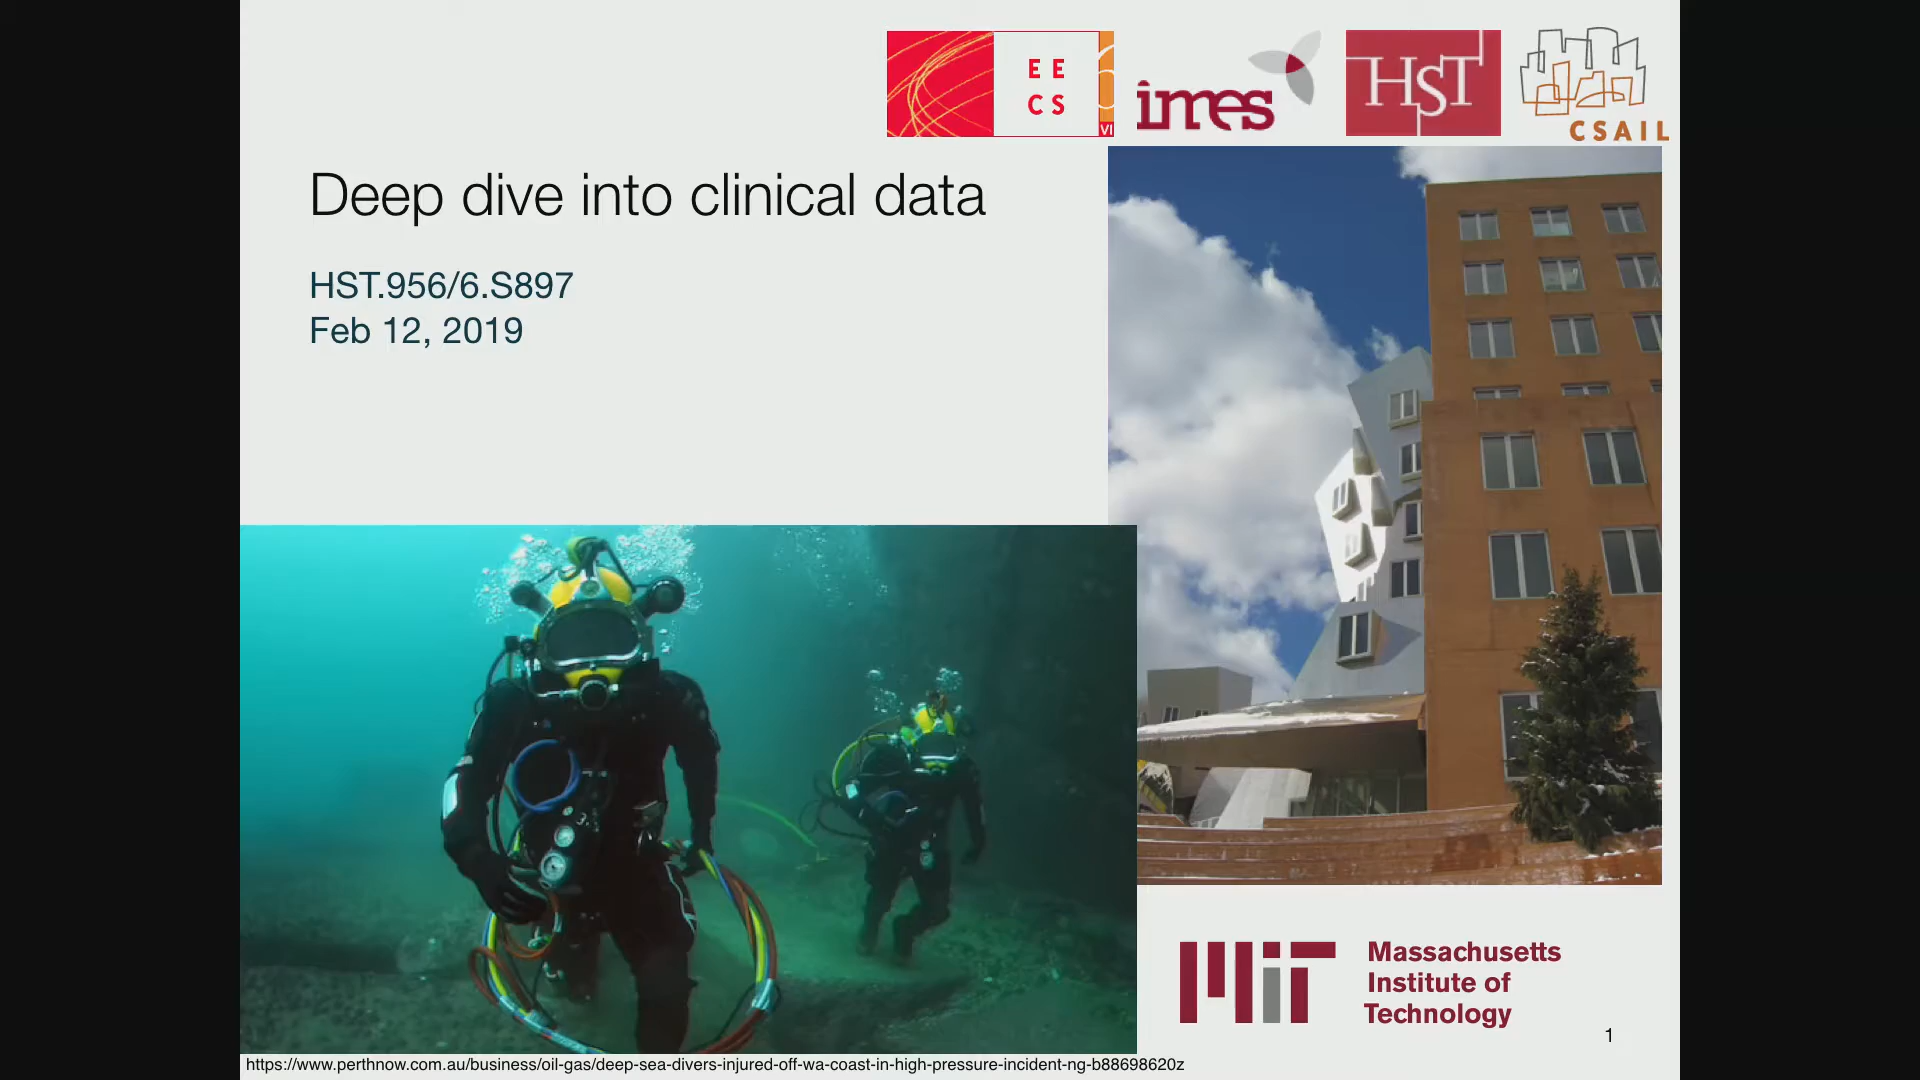 E E
C S
VI
imes
HST
CSAIL
Deep dive into clinical data
HST.956/6.S897
Feb 12, 2019
Massachusetts
Institute of
Technology
1
https://www.perthnow.com.au/business/oil-gas/deep-sea-divers-injured-off-wa-coast-in-high-pressure-incident-ng-b88698620z